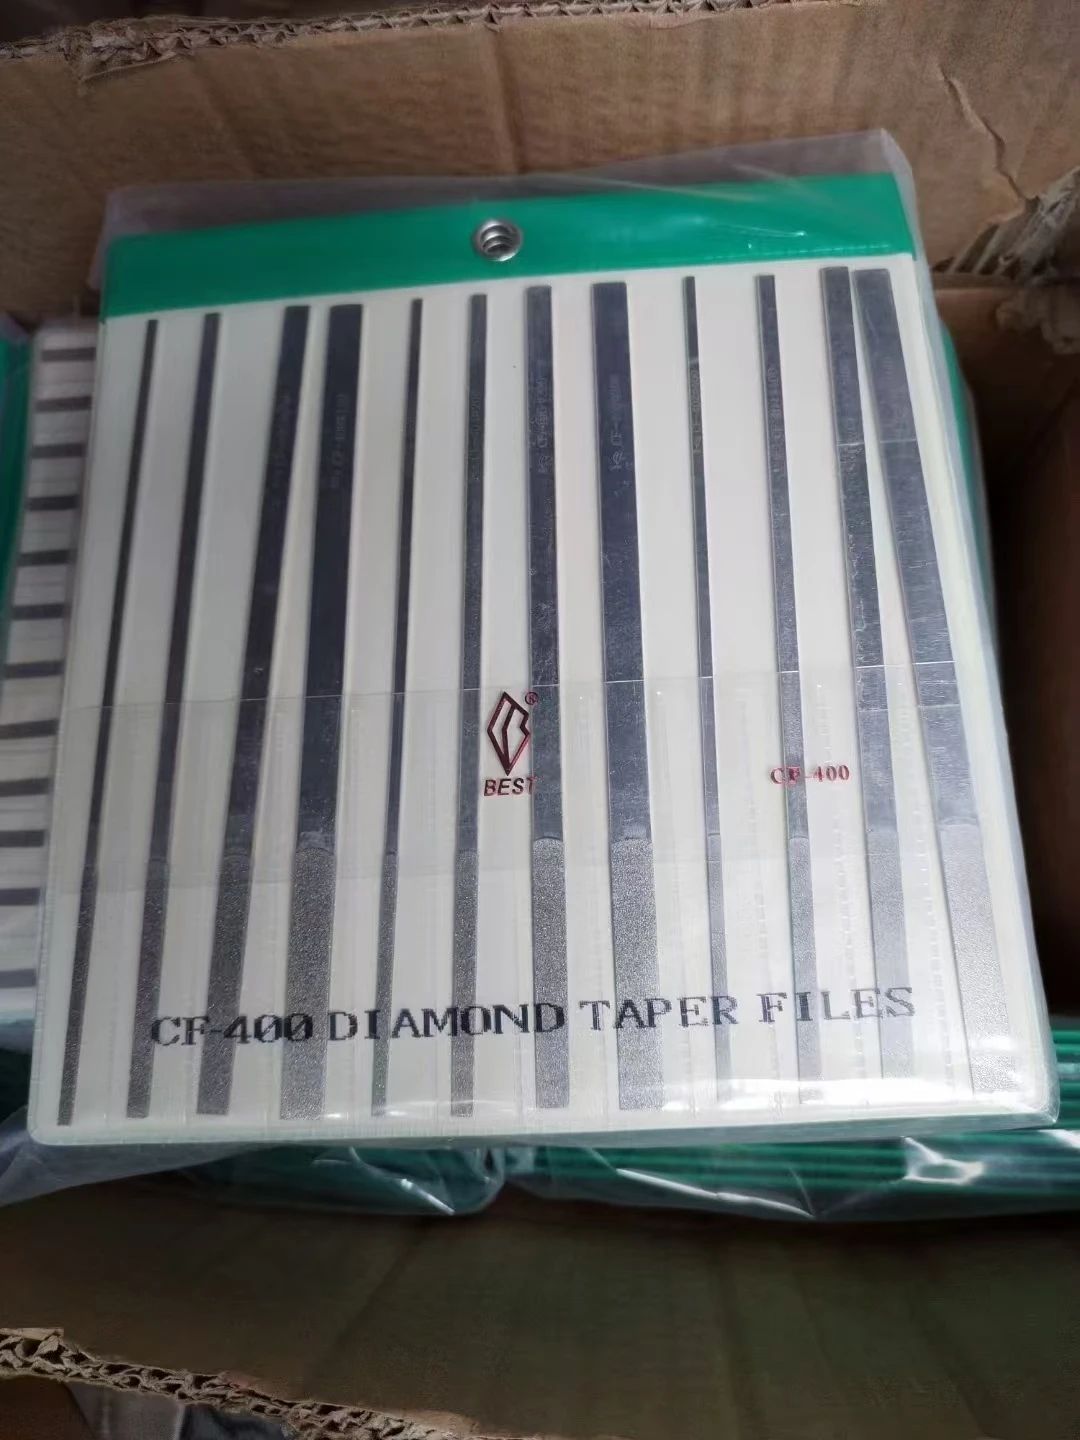 ®
BEST
CF-400
CF-400 DIAMOND TAPER FILES